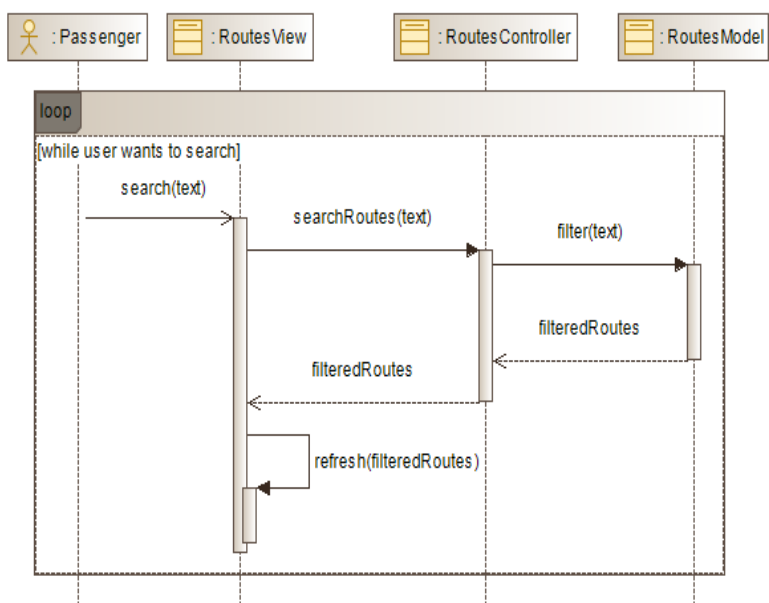 : Passenger
: RoutesView
: RoutesController
: RoutesModel
loop
[while user wants to search]
search(text)
searchRoutes(text)
filter(text)
filteredRoutes
filteredRoutes
refresh(filteredRoutes)